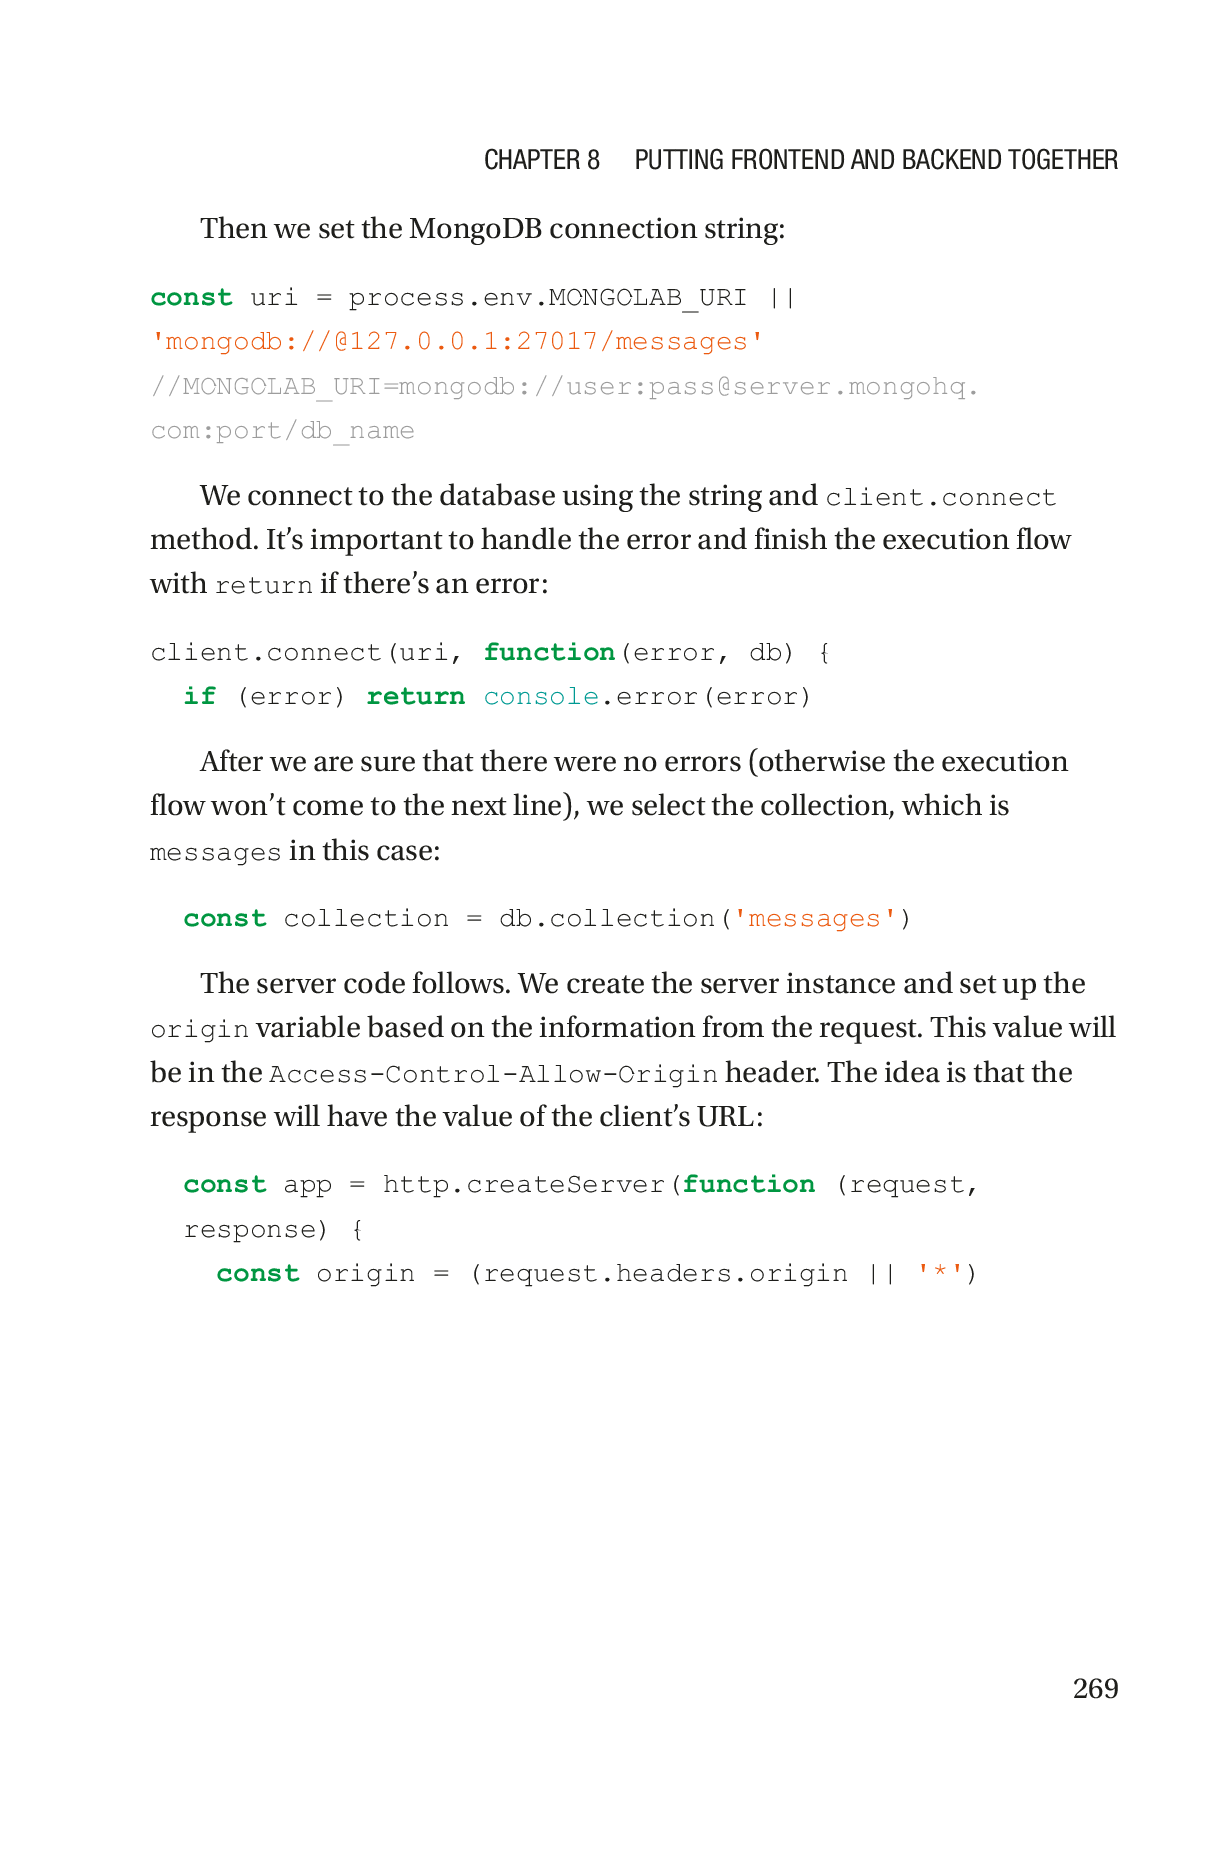 CHAPTER 8 PUTTING FRONTEND AND BACKEND TOGETHER
Then we set the MongoDB connection string:
const uri = process.env.MONGOLAB_URI ||
'mongodb://@127.0.0.1:27017/messages'
//MONGOLAB_URI=mongodb://user:pass@server.mongohq.
com:port/db_name
We connect to the database using the string and client.connect
method. It’s important to handle the error and finish the execution flow
with return if there’s an error:
client.connect(uri, function(error, db) {
  if (error) return console.error(error)
After we are sure that there were no errors (otherwise the execution
flow won’t come to the next line), we select the collection, which is
messages in this case:
  const collection = db.collection('messages')
The server code follows. We create the server instance and set up the
origin variable based on the information from the request. This value will
be in the Access-Control-Allow-Origin header. The idea is that the
response will have the value of the client’s URL:
  const app = http.createServer(function (request,
  response) {
    const origin = (request.headers.origin || '*')
269